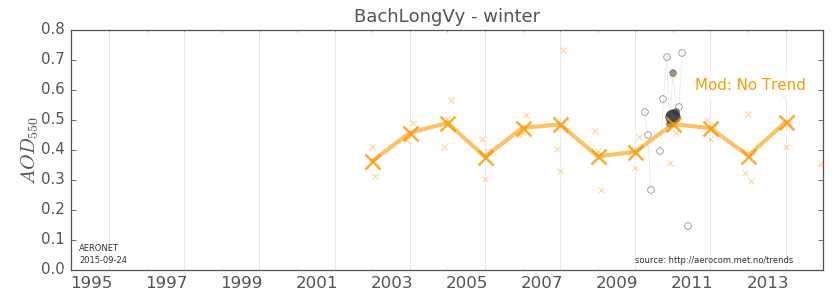 BachLongVy - winter
0.8
0.7
0.6
0.5
0.4
0.3
0.2
0.1
0.0
AOD550
Mod: No Trend
AERONET
2015-09-24
source: http://aerocom.met.no/trends
1995 1997 1999 2001 2003 2005 2007 2009 2011 2013